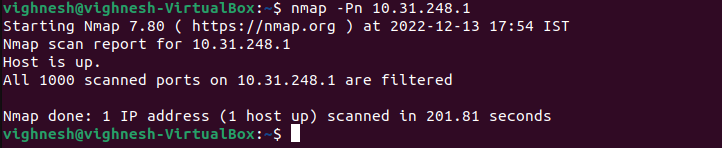 vighnesh@vighnesh-VirtualBox:~$ nmap -Pn 10.31.248.1
Starting Nmap 7.80 ( https://nmap.org ) at 2022-12-13 17:54 IST
Nmap scan report for 10.31.248.1
Host is up.
All 1000 scanned ports on 10.31.248.1 are filtered

Nmap done: 1 IP address (1 host up) scanned in 201.81 seconds
vighnesh@vighnesh-VirtualBox:~$